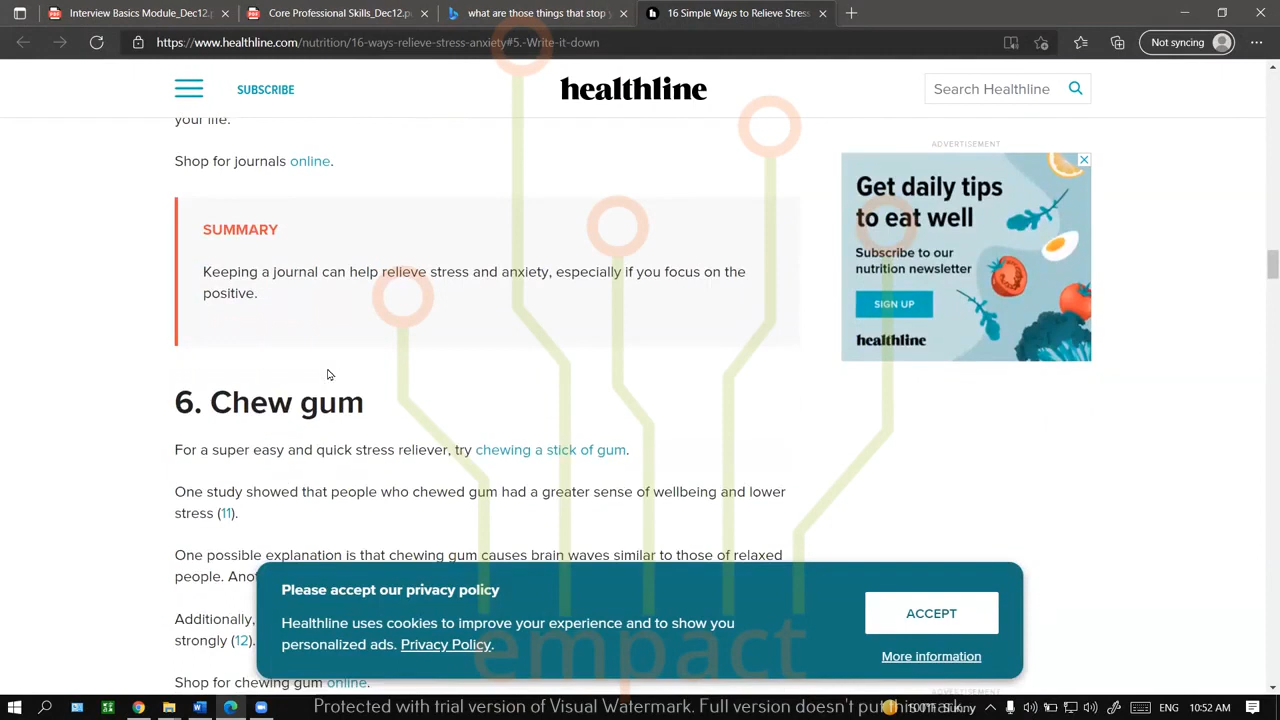 Interview Module_Dec12.p
Core Professional Skills_Dec12.p
what are those things that stop y
16 Simple Ways to Relieve Stress
https://www.healthline.com/nutrition/16-ways-relieve-stress-anxiety#5.-Write-it-down
Not syncing
SUBSCRIBE
healthline
Search Healthline
your life.
Shop for journals online.
SUMMARY
Keeping a journal can help relieve stress and anxiety, especially if you focus on the
positive.
6. Chew gum
For a super easy and quick stress reliever, try chewing a stick of gum.
One study showed that people who chewed gum had a greater sense of wellbeing and lower
stress (11).
One possible explanation is that chewing gum causes brain waves similar to those of relaxed
people. Anot
Additionally,
strongly (12).
Shop for chewing gum online.
ADVERTISEMENT
Get daily tips
to eat well
Subscribe to our
nutrition newsletter
SIGN UP
healthline
Please accept our privacy policy
Healthline uses cookies to improve your experience and to show you
personalized ads. Privacy Policy.
ACCEPT
More information
empact
ADVERTISEMENT
Protected with trial version of Visual Watermark. Full version doesn't put this mark.
Sunny
ENG
10:52 AM